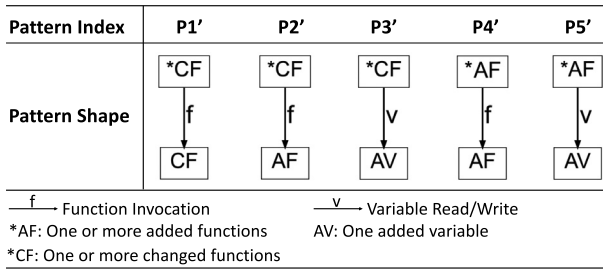 Pattern Index P1’ P2’ P3’ P4’ P5’
*CF *CF *CF *AF *AF
Pattern Shape f f v f v
CF AF AV AF AV
f Function Invocation v Variable Read/Write
*AF: One or more added functions AV: One added variable
*CF: One or more changed functions